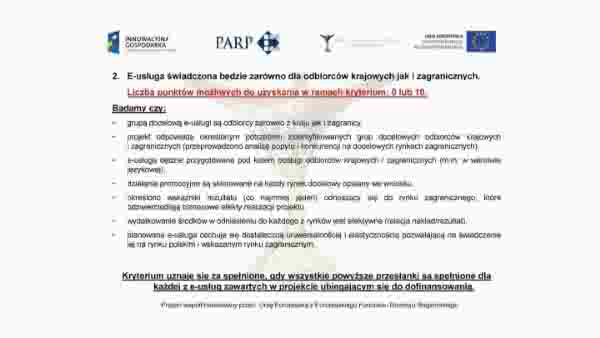 INNOWACYJNA
GOSPODARKA
PARP
UNIA EUROPEJSKA
2. E-usługa świadczona będzie zarówno dla odbiorców krajowych jak i zagranicznych.
Liczba punktów możliwych do uzyskania w ramach kryterium: 0 lub 10.
Badamy czy:
- grupą docelową e-usługi są odbiorcy zarówno z kraju jak i zagranicy,
- projekt odpowiada określonym potrzebom zidentyfikowanych grup docelowych odbiorców krajowych
i zagranicznych (przeprowadzono analizę popytu i konkurencji na docelowych rynkach zagranicznych),
- e-usługa będzie przygotowana pod kątem obsługi odbiorców krajowych i zagranicznych (m.in. w warstwie
językowej),
- działania promocyjne są skierowane na każdy rynek docelowy opisany we wniosku,
- określono wskaźniki rezultatu (co najmniej jeden) odnoszący się do rynku zagranicznego, które
odzwierciedlają biznesowe efekty realizacji projektu,
- wydatkowanie środków w odniesieniu do każdego z rynków jest efektywne (relacja nakład/rezultat),
- planowana e-usługa cechuje się dostateczną uniwersalnością i elastycznością pozwalającą na świadczenie
jej na rynku polskim i wskazanym rynku zagranicznym.
Kryterium uznaje się za spełnione, gdy wszystkie powyższe przesłanki są spełnione dla
każdej z e-usług zawartych w projekcie ubiegającym się do dofinansowania.
Projekt współfinansowany przez Unię Europejską z Europejskiego Funduszu Rozwoju Regionalnego